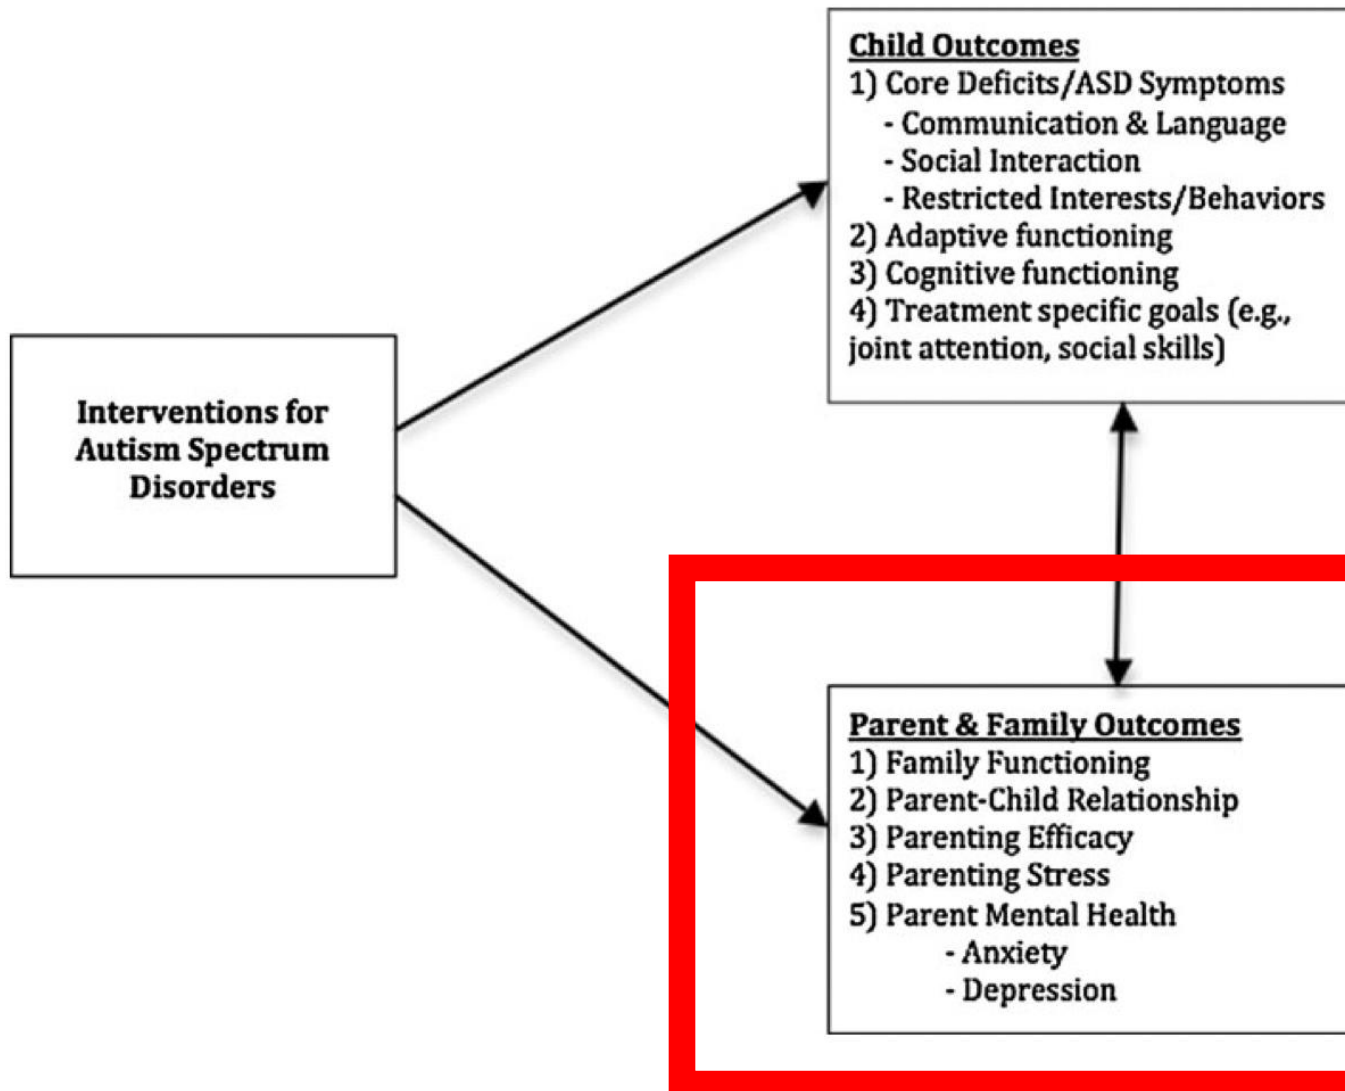 Child Outcomes
1) Core Deficits/ASD Symptoms
- Communication & Language
- Social Interaction
- Restricted Interests/Behaviors
2) Adaptive functioning
3) Cognitive functioning
4) Treatment specific goals (e.g.,
joint attention, social skills)
Interventions for
Autism Spectrum
Disorders
Parent & Family Outcomes
1) Family Functioning
2) Parent-Child Relationship
3) Parenting Efficacy
4) Parenting Stress
5) Parent Mental Health
- Anxiety
- Depression